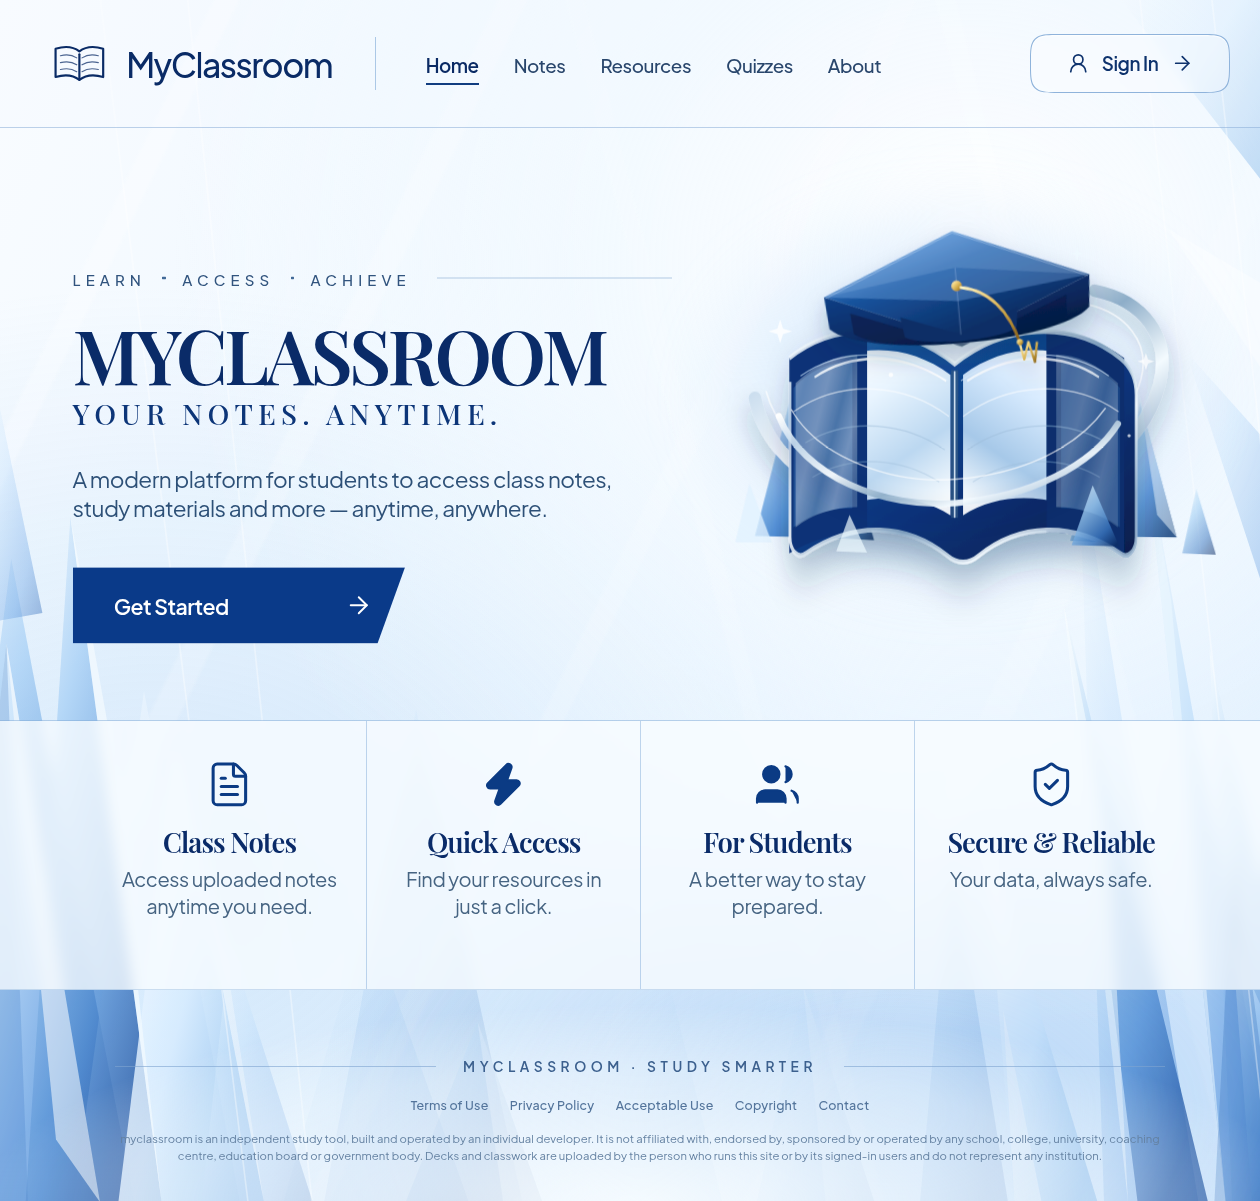 MyClassroom
Home Notes Resources Quizzes About
Sign In
LEARN · ACCESS · ACHIEVE
MYCLASSROOM
YOUR NOTES. ANYTIME.
A modern platform for students to access class notes,
study materials and more — anytime, anywhere.
Get Started
Class Notes
Access uploaded notes
anytime you need.
Quick Access
Find your resources in
just a click.
For Students
A better way to stay
prepared.
Secure & Reliable
Your data, always safe.
MYCLASSROOM · STUDY SMARTER
Terms of Use Privacy Policy Acceptable Use Copyright Contact
myclassroom is an independent study tool, built and operated by an individual developer. It is not affiliated with, endorsed by, sponsored by or operated by any school, college, university, coaching
centre, education board or government body. Decks and classwork are uploaded by the person who runs this site or by its signed-in users and do not represent any institution.